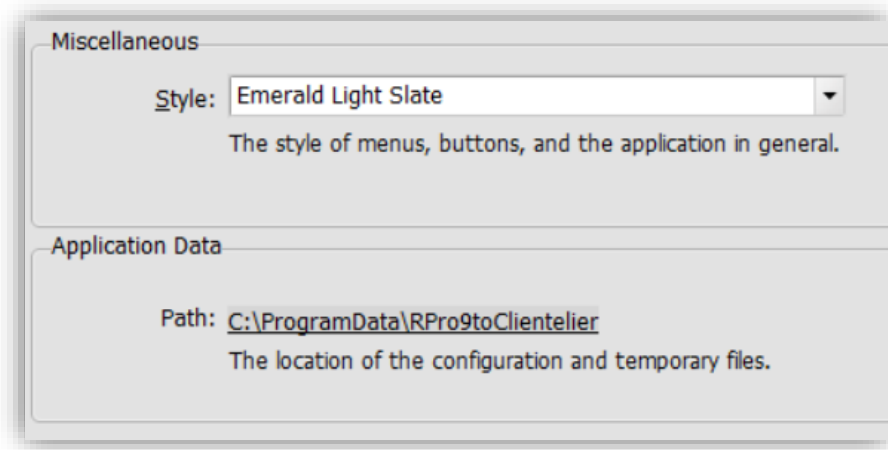 Miscellaneous
Style: Emerald Light Slate
The style of menus, buttons, and the application in general.
Application Data
Path: C:\ProgramData\RPro9toClientelier
The location of the configuration and temporary files.